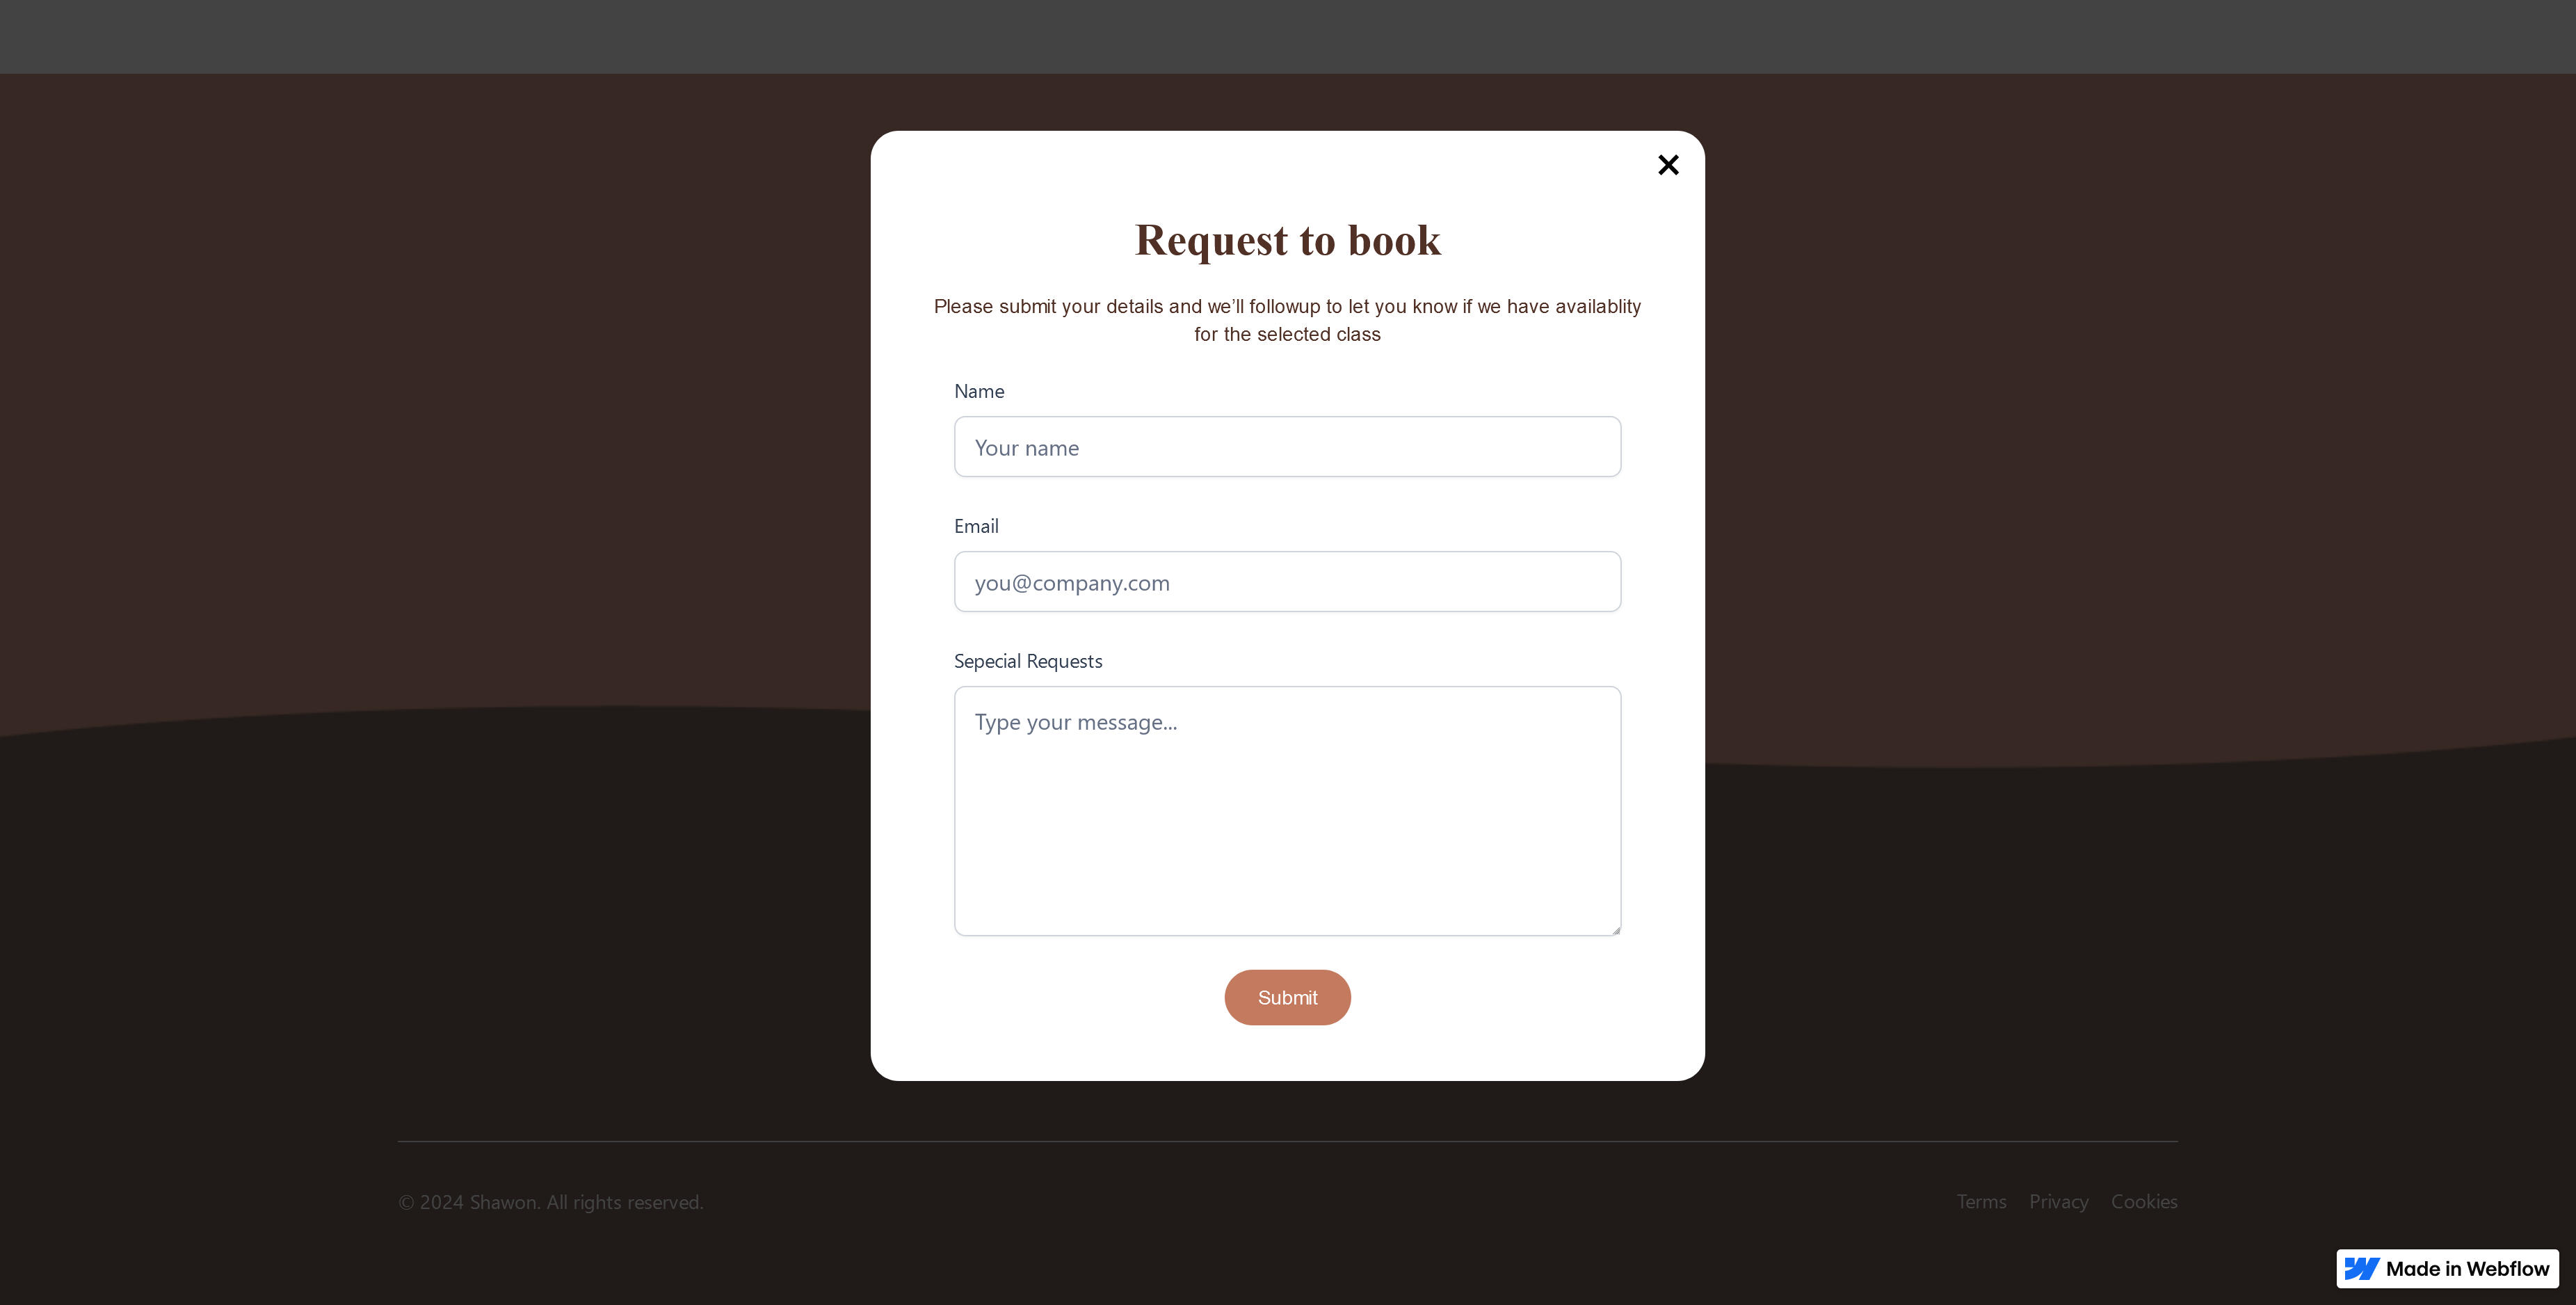 Request to book
Please submit your details and we’ll followup to let you know if we have availablity
for the selected class
Name
Your name
Email
you@company.com
Sepecial Requests
Type your message...
Submit
© 2024 Shawon. All rights reserved.
Terms Privacy Cookies
Made in Webflow